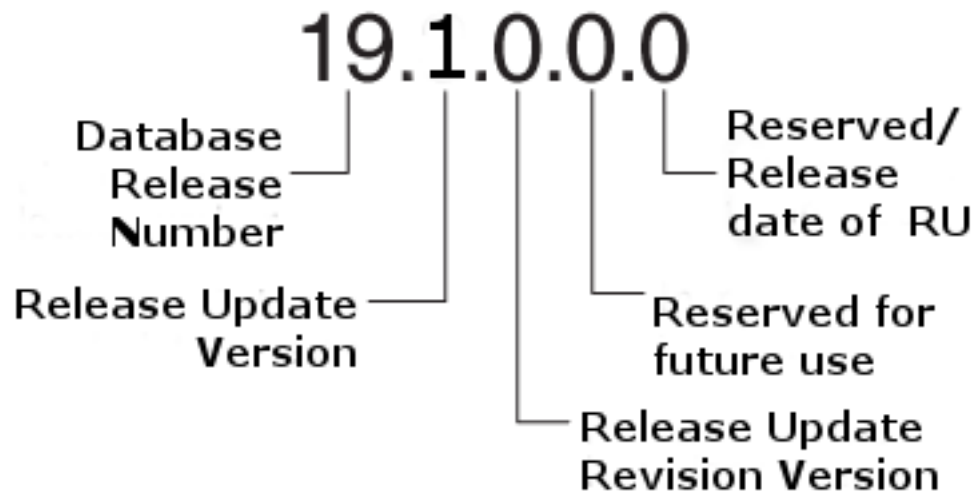 19.1.0.0.0
Database
Release
Number
Release Update
Version
Reserved/
Release
date of RU
Reserved for
future use
Release Update
Revision Version